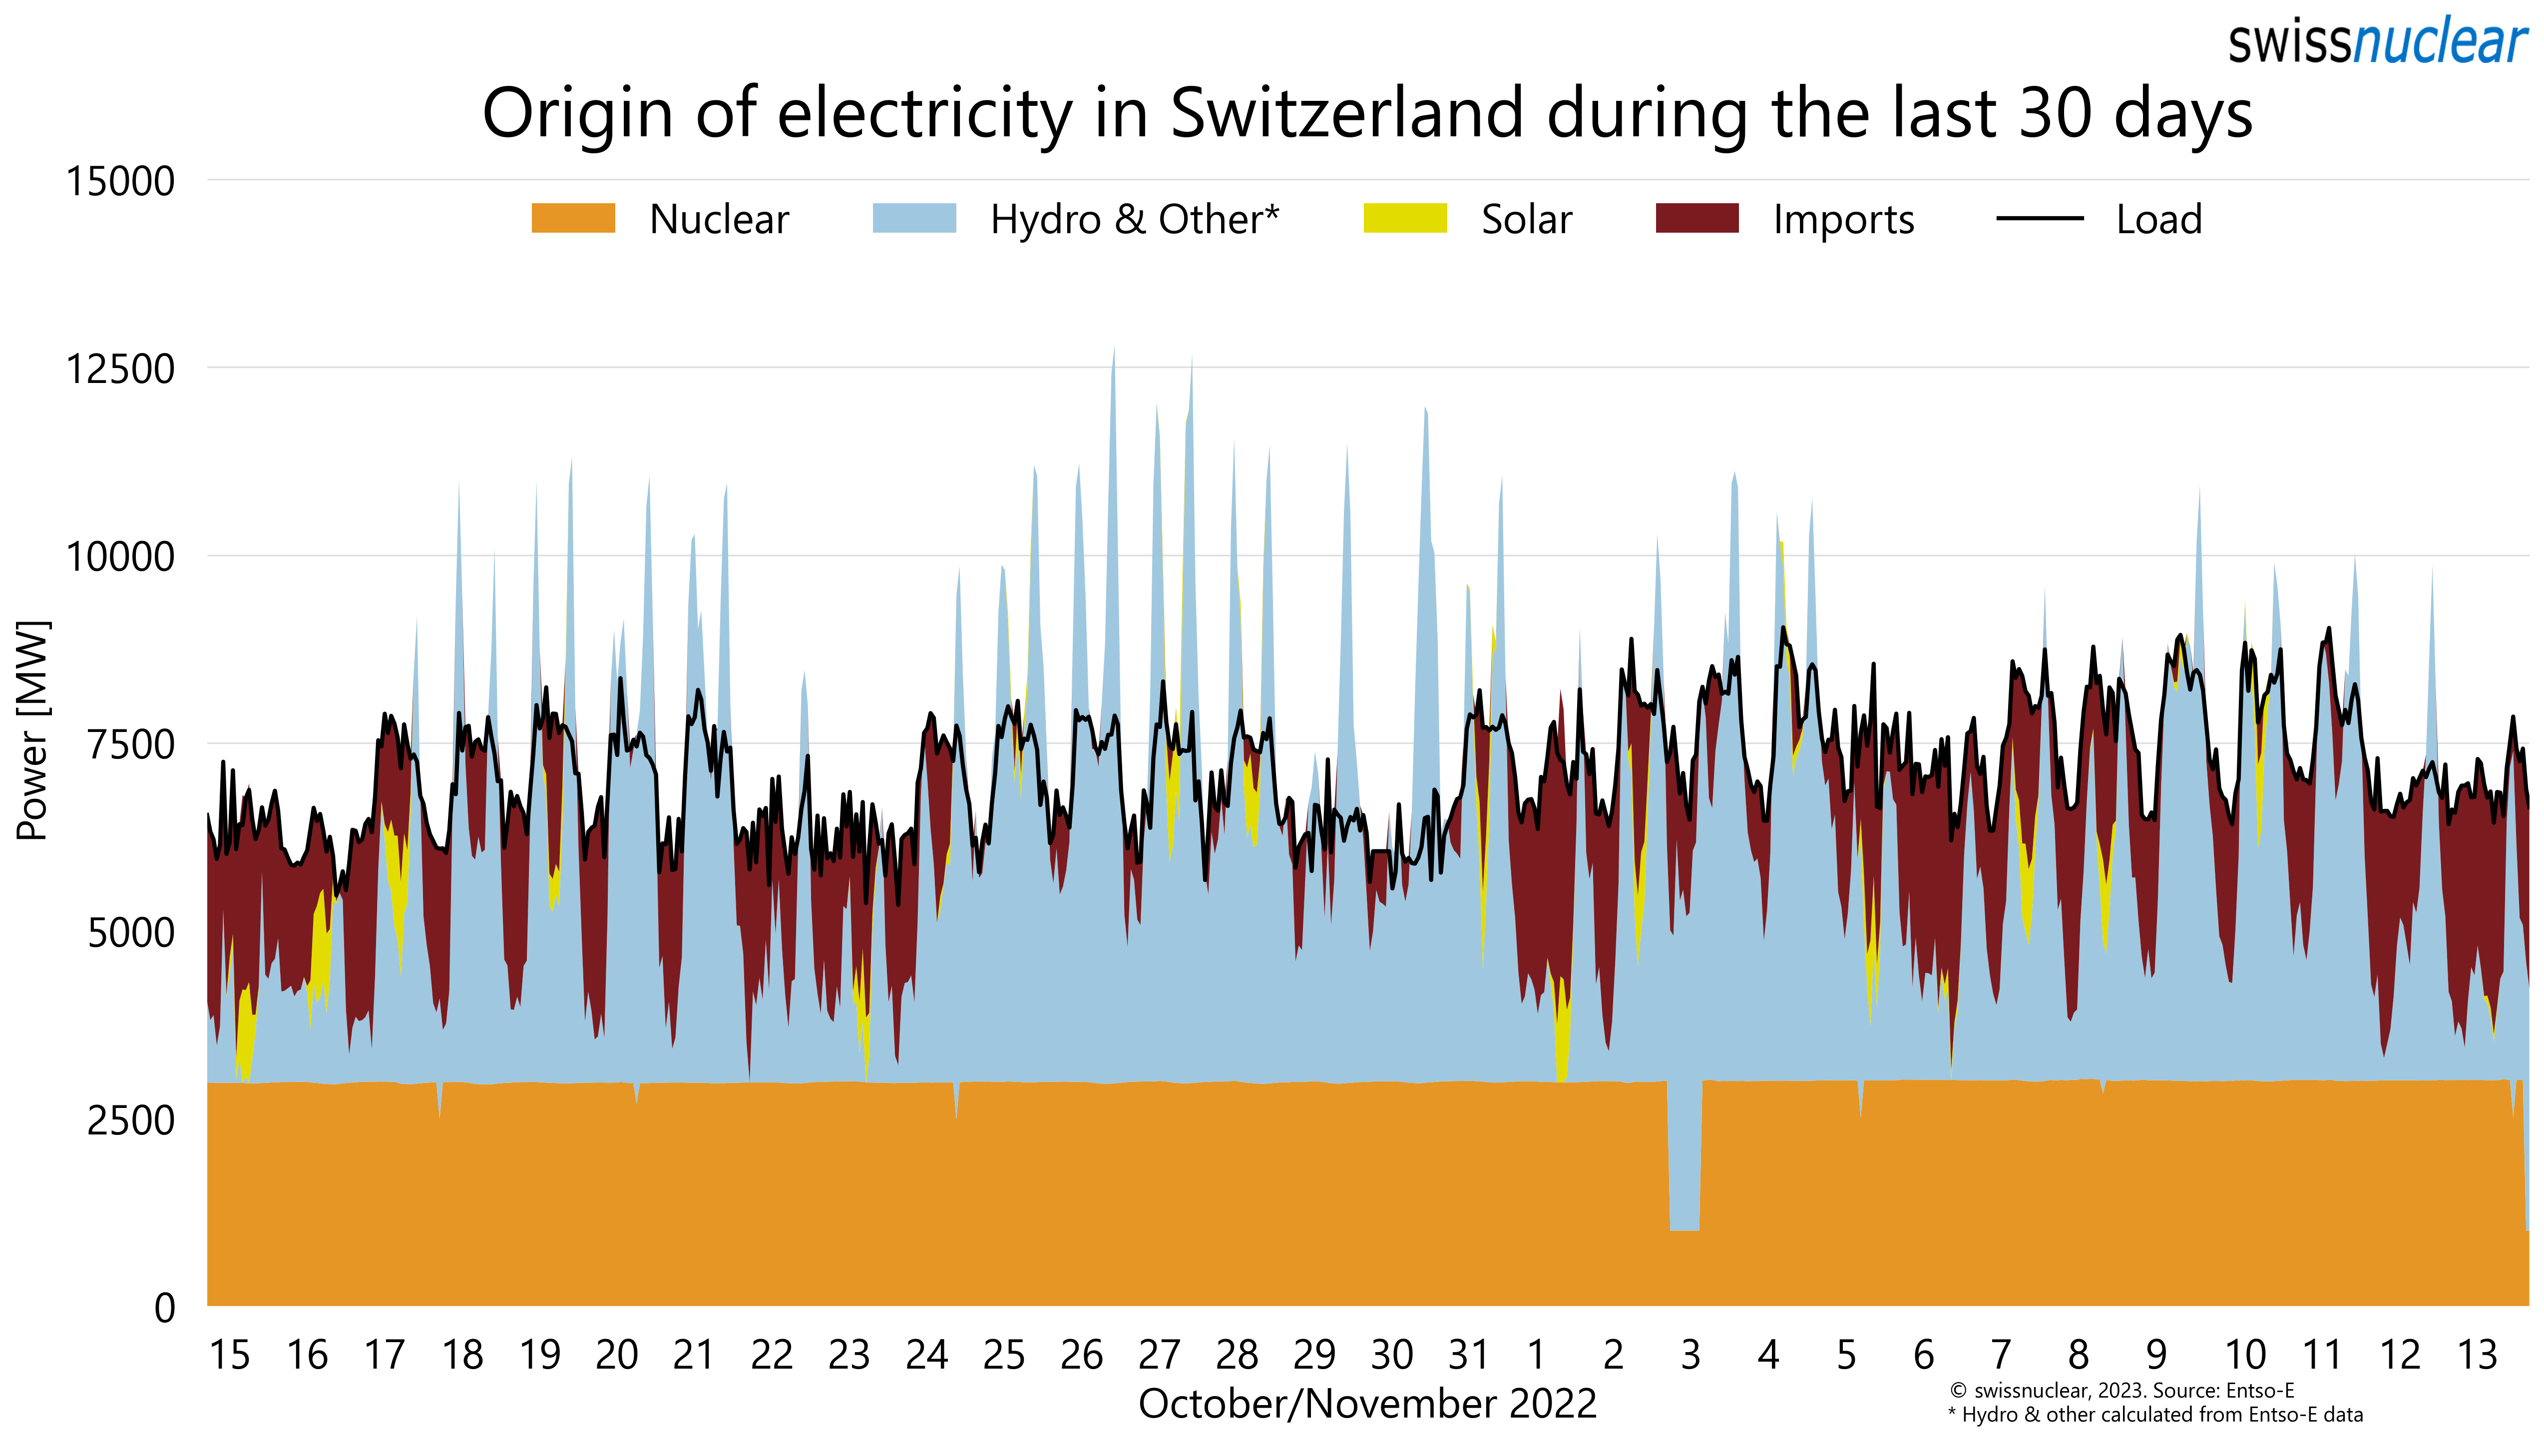 swissnuclear
Origin of electricity in Switzerland during the last 30 days
15000
Nuclear Hydro & Other* Solar Imports Load
12500
10000
7500
5000
2500
0
Power [MW]
15 16 17 18 19 20 21 22 23 24 25 26 27 28 29 30 31 1 2 3 4 5 6 7 8 9 10 11 12 13
October/November 2022
© swissnuclear, 2023. Source: Entso-E
* Hydro & other calculated from Entso-E data